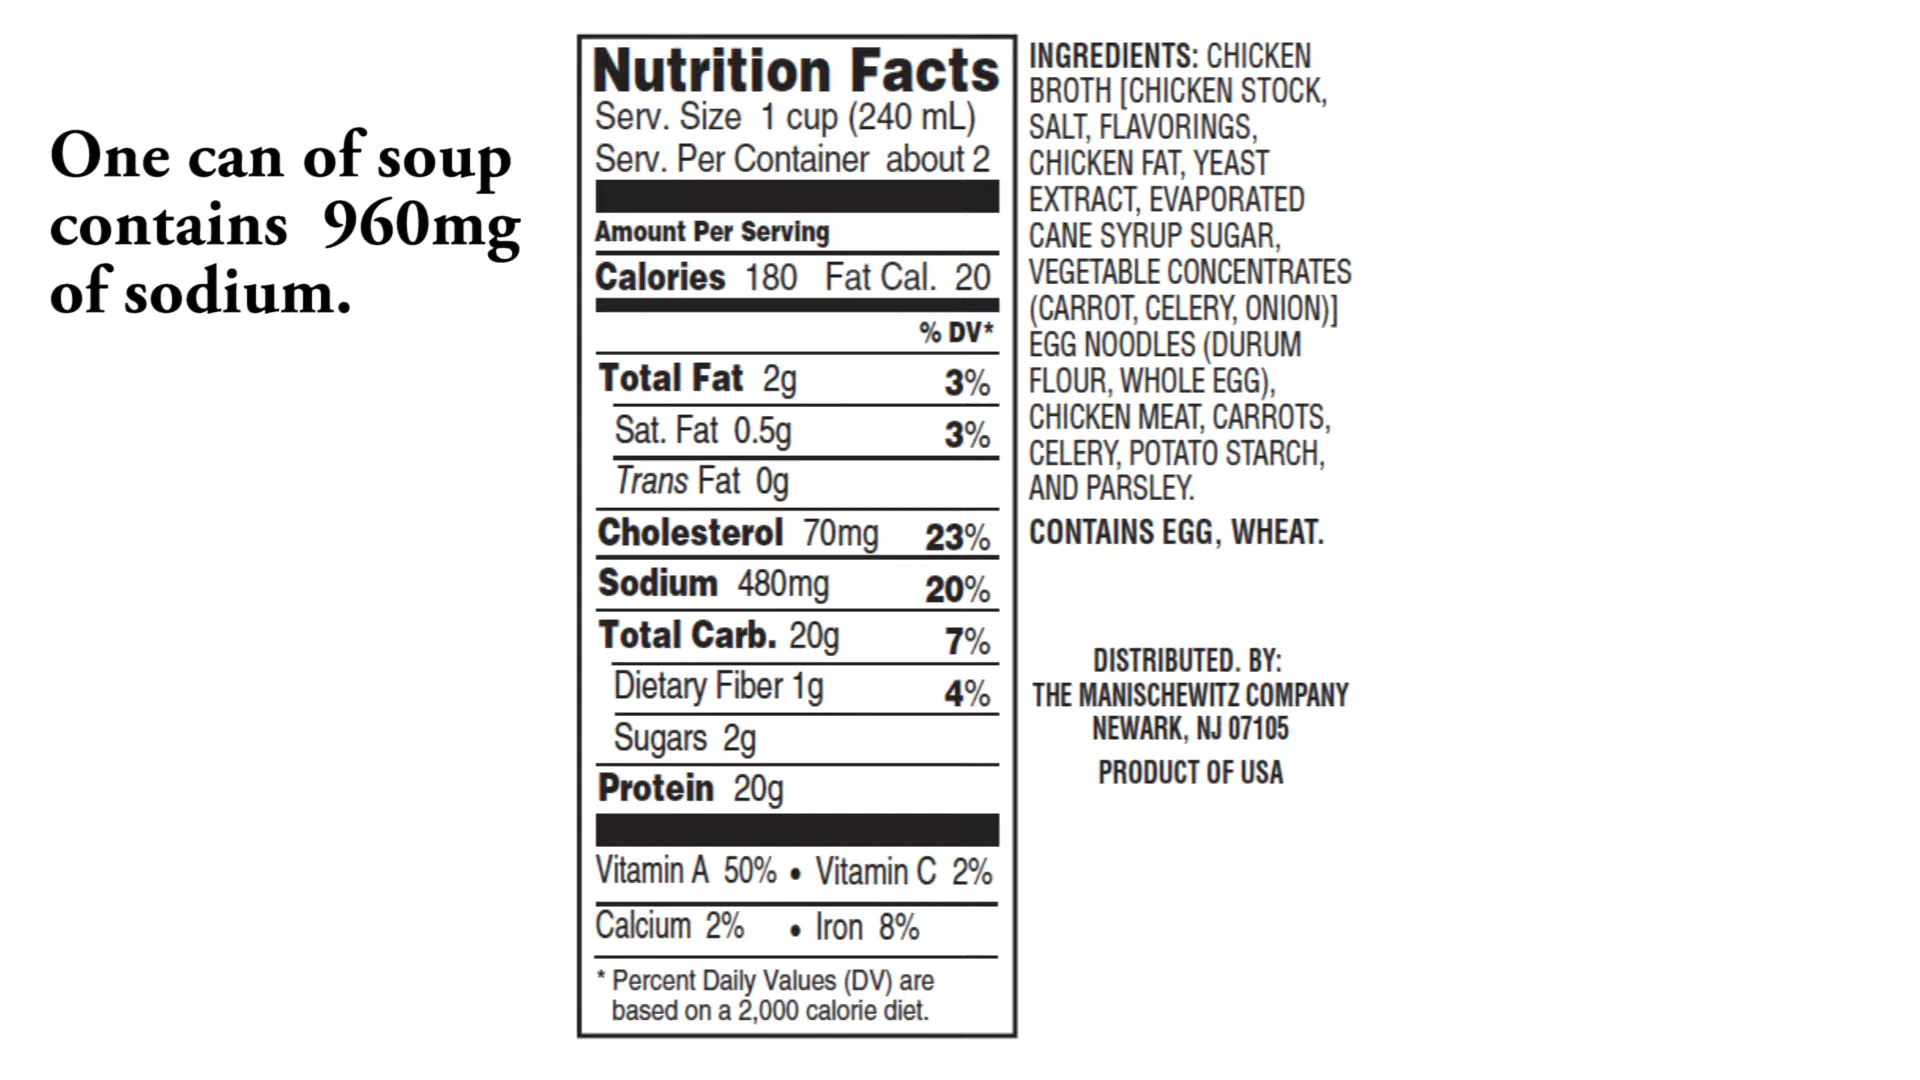 One can of soup
contains 960mg
of sodium.
Nutrition Facts
Serv. Size 1 cup (240 mL)
Serv. Per Container about 2
Amount Per Serving
Calories 180 Fat Cal. 20
% DV*
Total Fat 2g 3%
Sat. Fat 0.5g 3%
Trans Fat 0g
Cholesterol 70mg 23%
Sodium 480mg 20%
Total Carb. 20g 7%
Dietary Fiber 1g 4%
Sugars 2g
Protein 20g
Vitamin A 50% • Vitamin C 2%
Calcium 2% • Iron 8%
* Percent Daily Values (DV) are
based on a 2,000 calorie diet.
INGREDIENTS: CHICKEN
BROTH [CHICKEN STOCK,
SALT, FLAVORINGS,
CHICKEN FAT, YEAST
EXTRACT, EVAPORATED
CANE SYRUP SUGAR,
VEGETABLE CONCENTRATES
(CARROT, CELERY, ONION)]
EGG NOODLES (DURUM
FLOUR, WHOLE EGG),
CHICKEN MEAT, CARROTS,
CELERY, POTATO STARCH,
AND PARSLEY.
CONTAINS EGG, WHEAT.
DISTRIBUTED. BY:
THE MANISCHEWITZ COMPANY
NEWARK, NJ 07105
PRODUCT OF USA